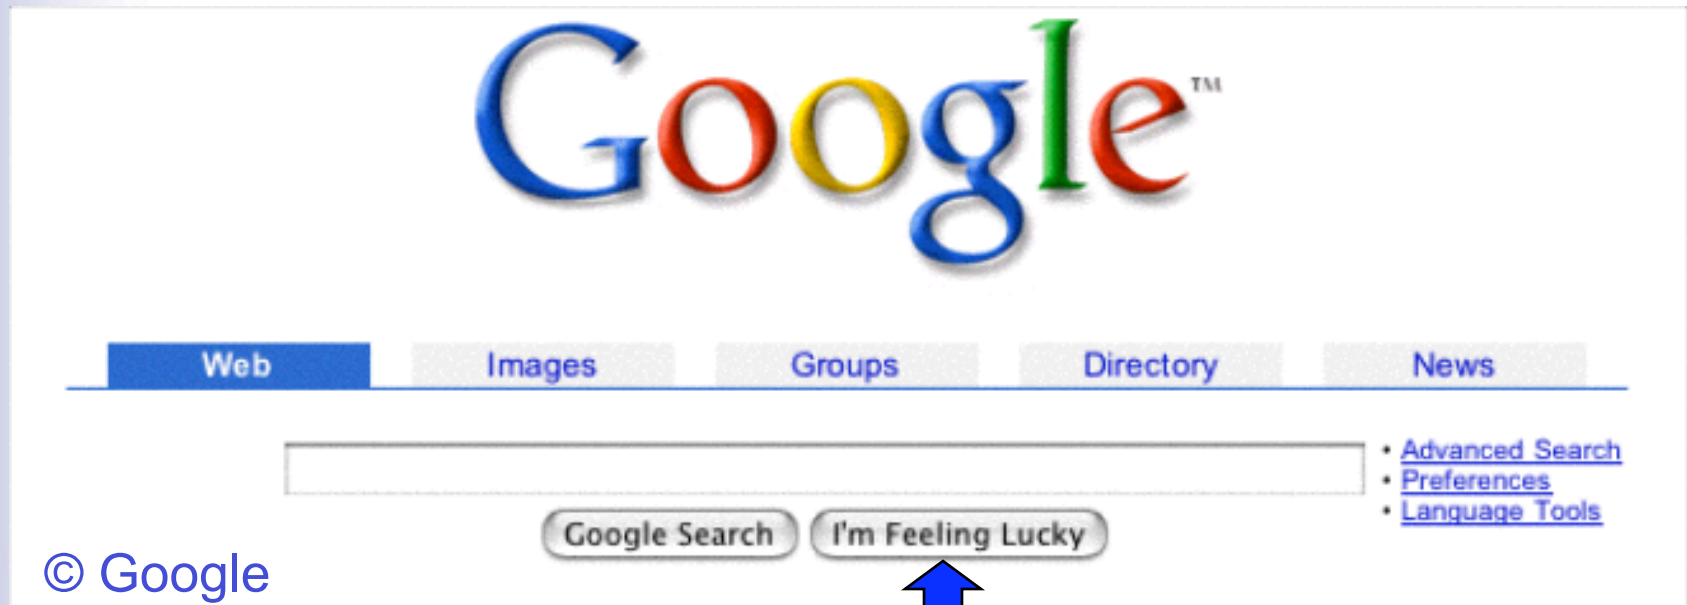 Google™
Web Images Groups Directory News
• Advanced Search
• Preferences
• Language Tools
Google Search I'm Feeling Lucky
© Google